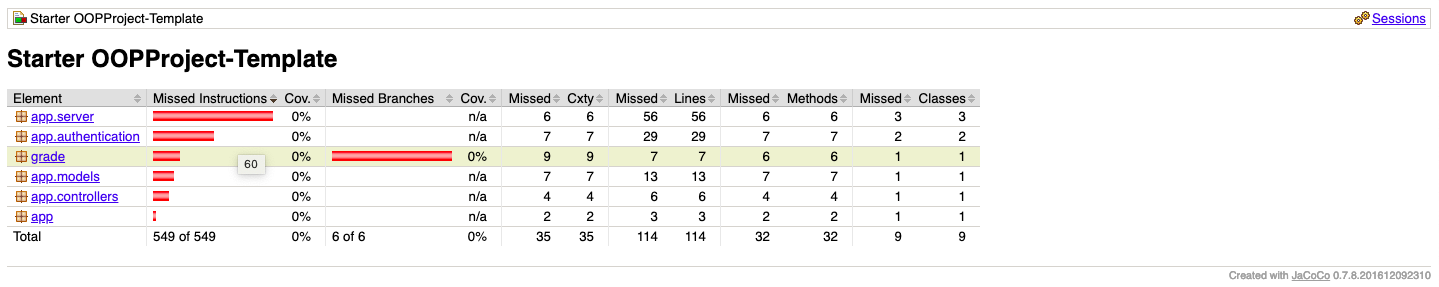 Starter OOPProject-Template Sessions
Starter OOPProject-Template
Element Missed Instructions Cov. Missed Branches Cov. Missed Cxty Missed Lines Missed Methods Missed Classes
app.server 0% n/a 6 6 56 56 6 6 3 3
app.authentication 0% n/a 7 7 29 29 7 7 2 2
grade 0% 0% 9 9 7 7 6 6 1 1
60
app.models 0% n/a 7 7 13 13 7 7 1 1
app.controllers 0% n/a 4 4 6 6 4 4 1 1
app 0% n/a 2 2 3 3 2 2 1 1
Total 549 of 549 0% 6 of 6 0% 35 35 114 114 32 32 9 9
Created with JaCoCo 0.7.8.201612092310